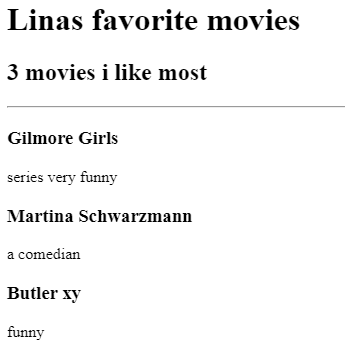 Linas favorite movies
3 movies i like most
Gilmore Girls
series very funny
Martina Schwarzmann
a comedian
Butler xy
funny